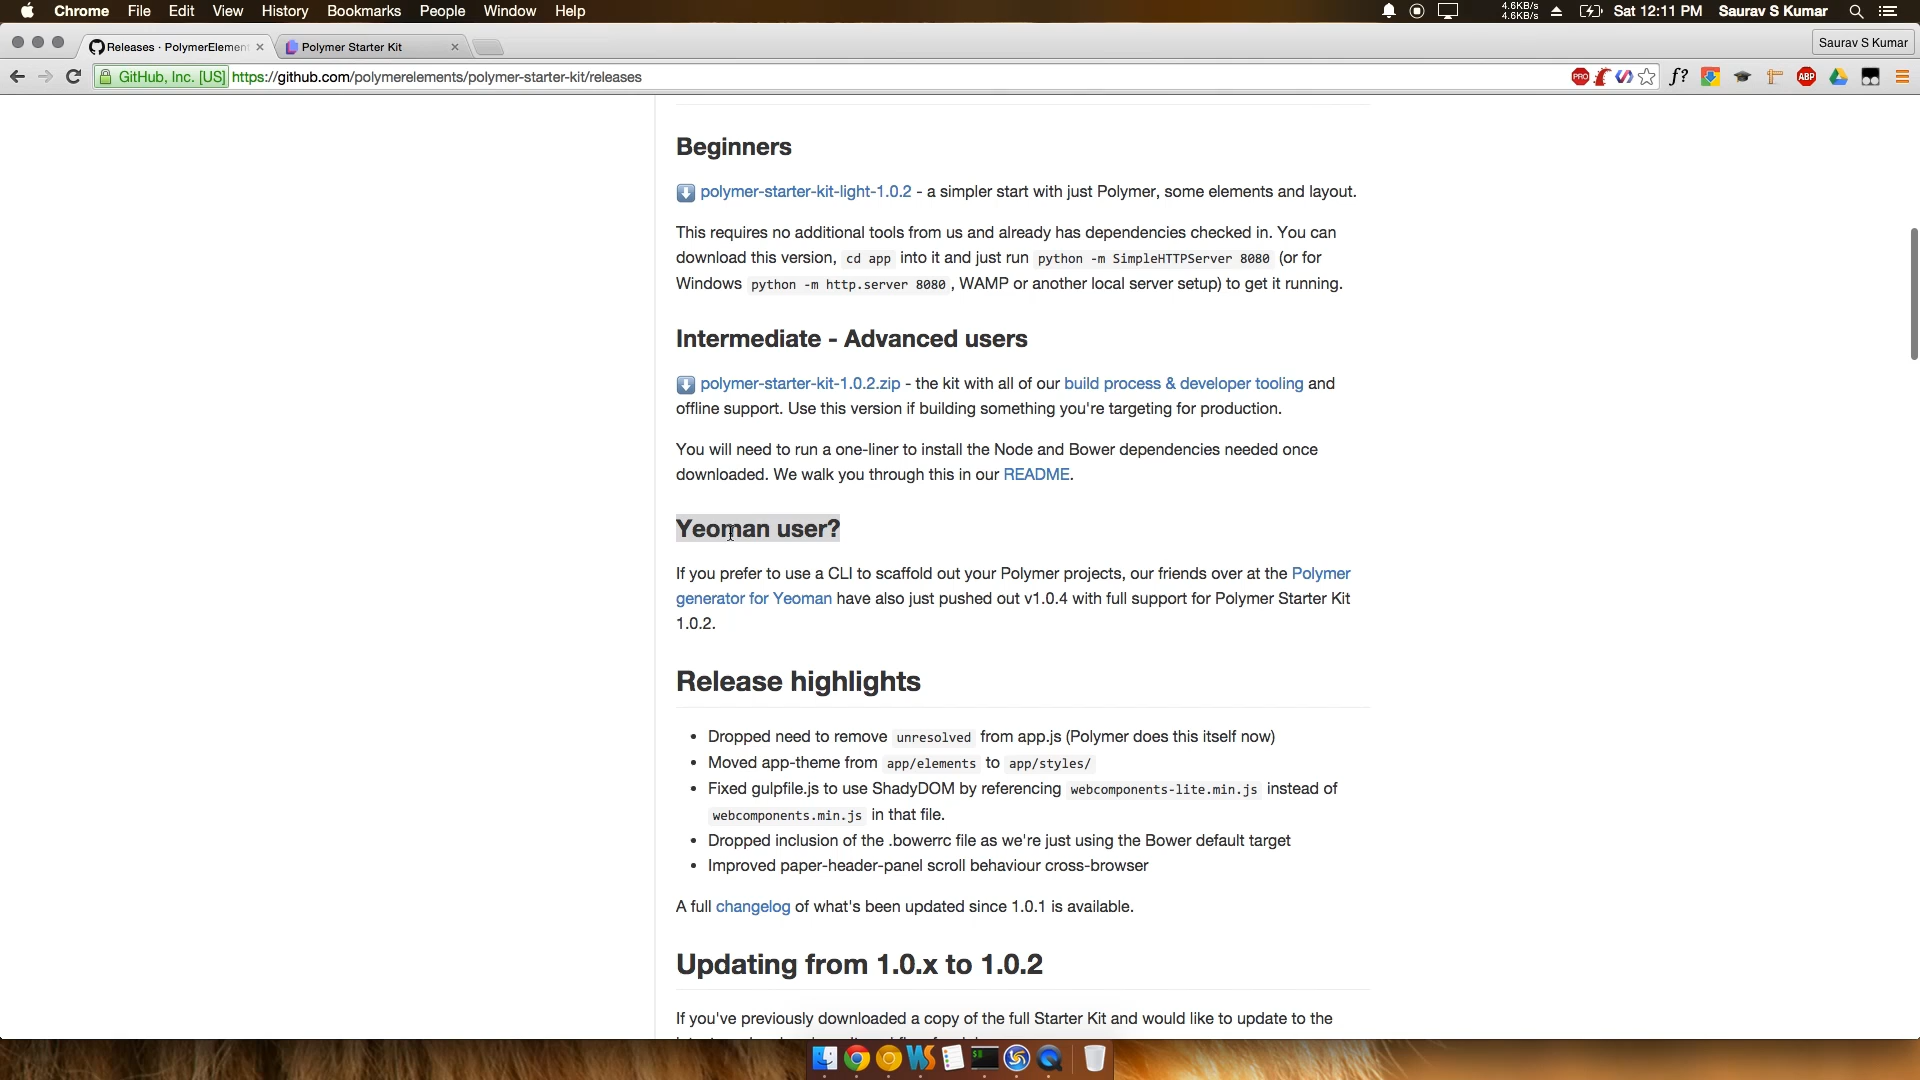 Chrome File Edit View History Bookmarks People Window Help 4.6KB/s 4.6KB/s Sat 12:11 PM Saurav S Kumar
Releases · PolymerElemen Polymer Starter Kit Saurav S Kumar
GitHub, Inc. [US] https://github.com/polymerelements/polymer-starter-kit/releases PRO f? ABP
Beginners
polymer-starter-kit-light-1.0.2 - a simpler start with just Polymer, some elements and layout.
This requires no additional tools from us and already has dependencies checked in. You can
download this version, cd app into it and just run python -m SimpleHTTPServer 8080 (or for
Windows python -m http.server 8080 , WAMP or another local server setup) to get it running.
Intermediate - Advanced users
polymer-starter-kit-1.0.2.zip - the kit with all of our build process & developer tooling and
offline support. Use this version if building something you're targeting for production.
You will need to run a one-liner to install the Node and Bower dependencies needed once
downloaded. We walk you through this in our README.
Yeoman user?
If you prefer to use a CLI to scaffold out your Polymer projects, our friends over at the Polymer
generator for Yeoman have also just pushed out v1.0.4 with full support for Polymer Starter Kit
1.0.2.
Release highlights
• Dropped need to remove unresolved from app.js (Polymer does this itself now)
• Moved app-theme from app/elements to app/styles/
• Fixed gulpfile.js to use ShadyDOM by referencing webcomponents-lite.min.js instead of
webcomponents.min.js in that file.
• Dropped inclusion of the .bowerrc file as we're just using the Bower default target
• Improved paper-header-panel scroll behaviour cross-browser
A full changelog of what's been updated since 1.0.1 is available.
Updating from 1.0.x to 1.0.2
If you've previously downloaded a copy of the full Starter Kit and would like to update to the